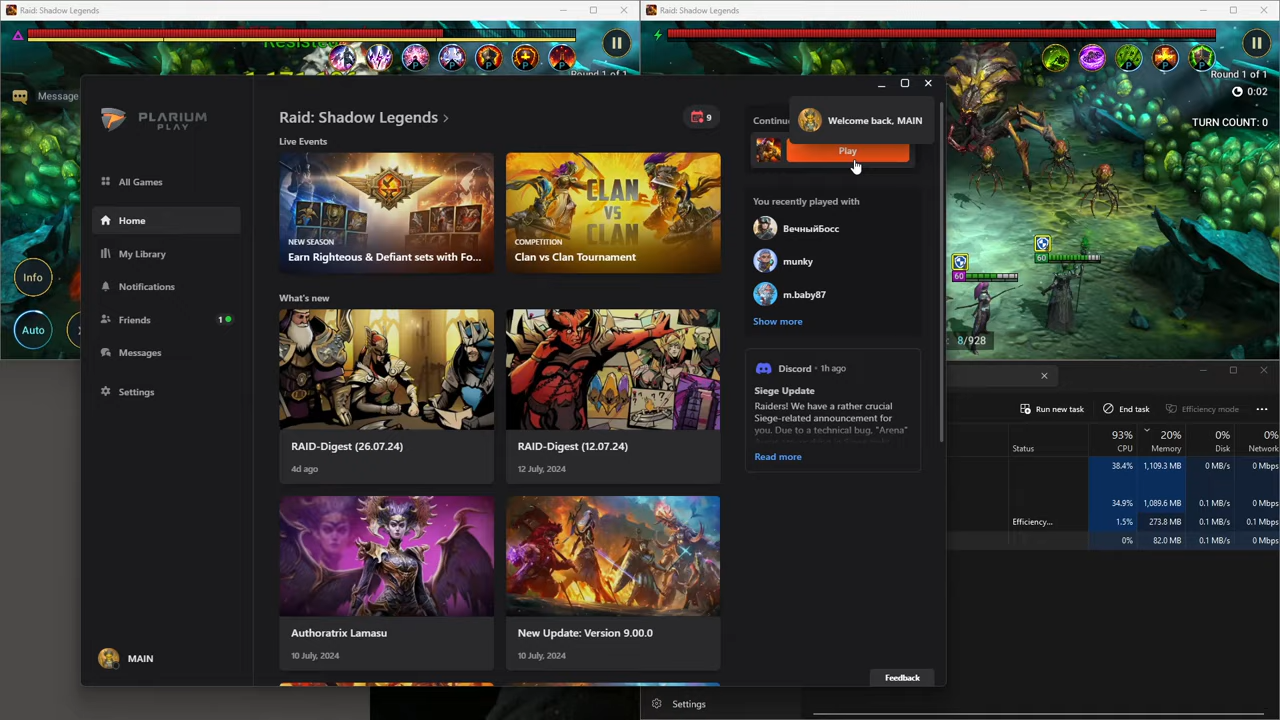 Raid: Shadow Legends
Raid: Shadow Legends
Message
Round 1 of 1
0:02
TURN COUNT: 0
60
60
8/928
Info
Auto
PLARIUM
PLAY
All Games
Home
My Library
Notifications
Friends
1
Messages
Settings
MAIN
Raid: Shadow Legends >
9
Live Events
NEW SEASON
Earn Righteous & Defiant sets with Fo...
CLAN
VS
CLAN
COMPETITION
Clan vs Clan Tournament
What's new
RAID-Digest (26.07.24)
4d ago
RAID-Digest (12.07.24)
12 July, 2024
Authoratrix Lamasu
10 July, 2024
New Update: Version 9.00.0
10 July, 2024
Welcome back, MAIN
Play
You recently played with
ВечныйБосс
munky
m.baby87
Show more
Discord • 1h ago
Siege Update
Raiders! We have a rather crucial
Siege-related announcement for
you. Due to a technical bug, "Arena"
Read more
Feedback
Run new task
End task
Efficiency mode
...
93% 20% 0% 0%
Status CPU Memory Disk Network
38.4% 1,109.3 MB 0 MB/s 0 Mbps
34.9% 1,089.6 MB 0.1 MB/s 0 Mbps
Efficiency... 1.5% 273.8 MB 0.1 MB/s 0.1 Mbps
0% 82.0 MB 0.1 MB/s 0 Mbps
Settings